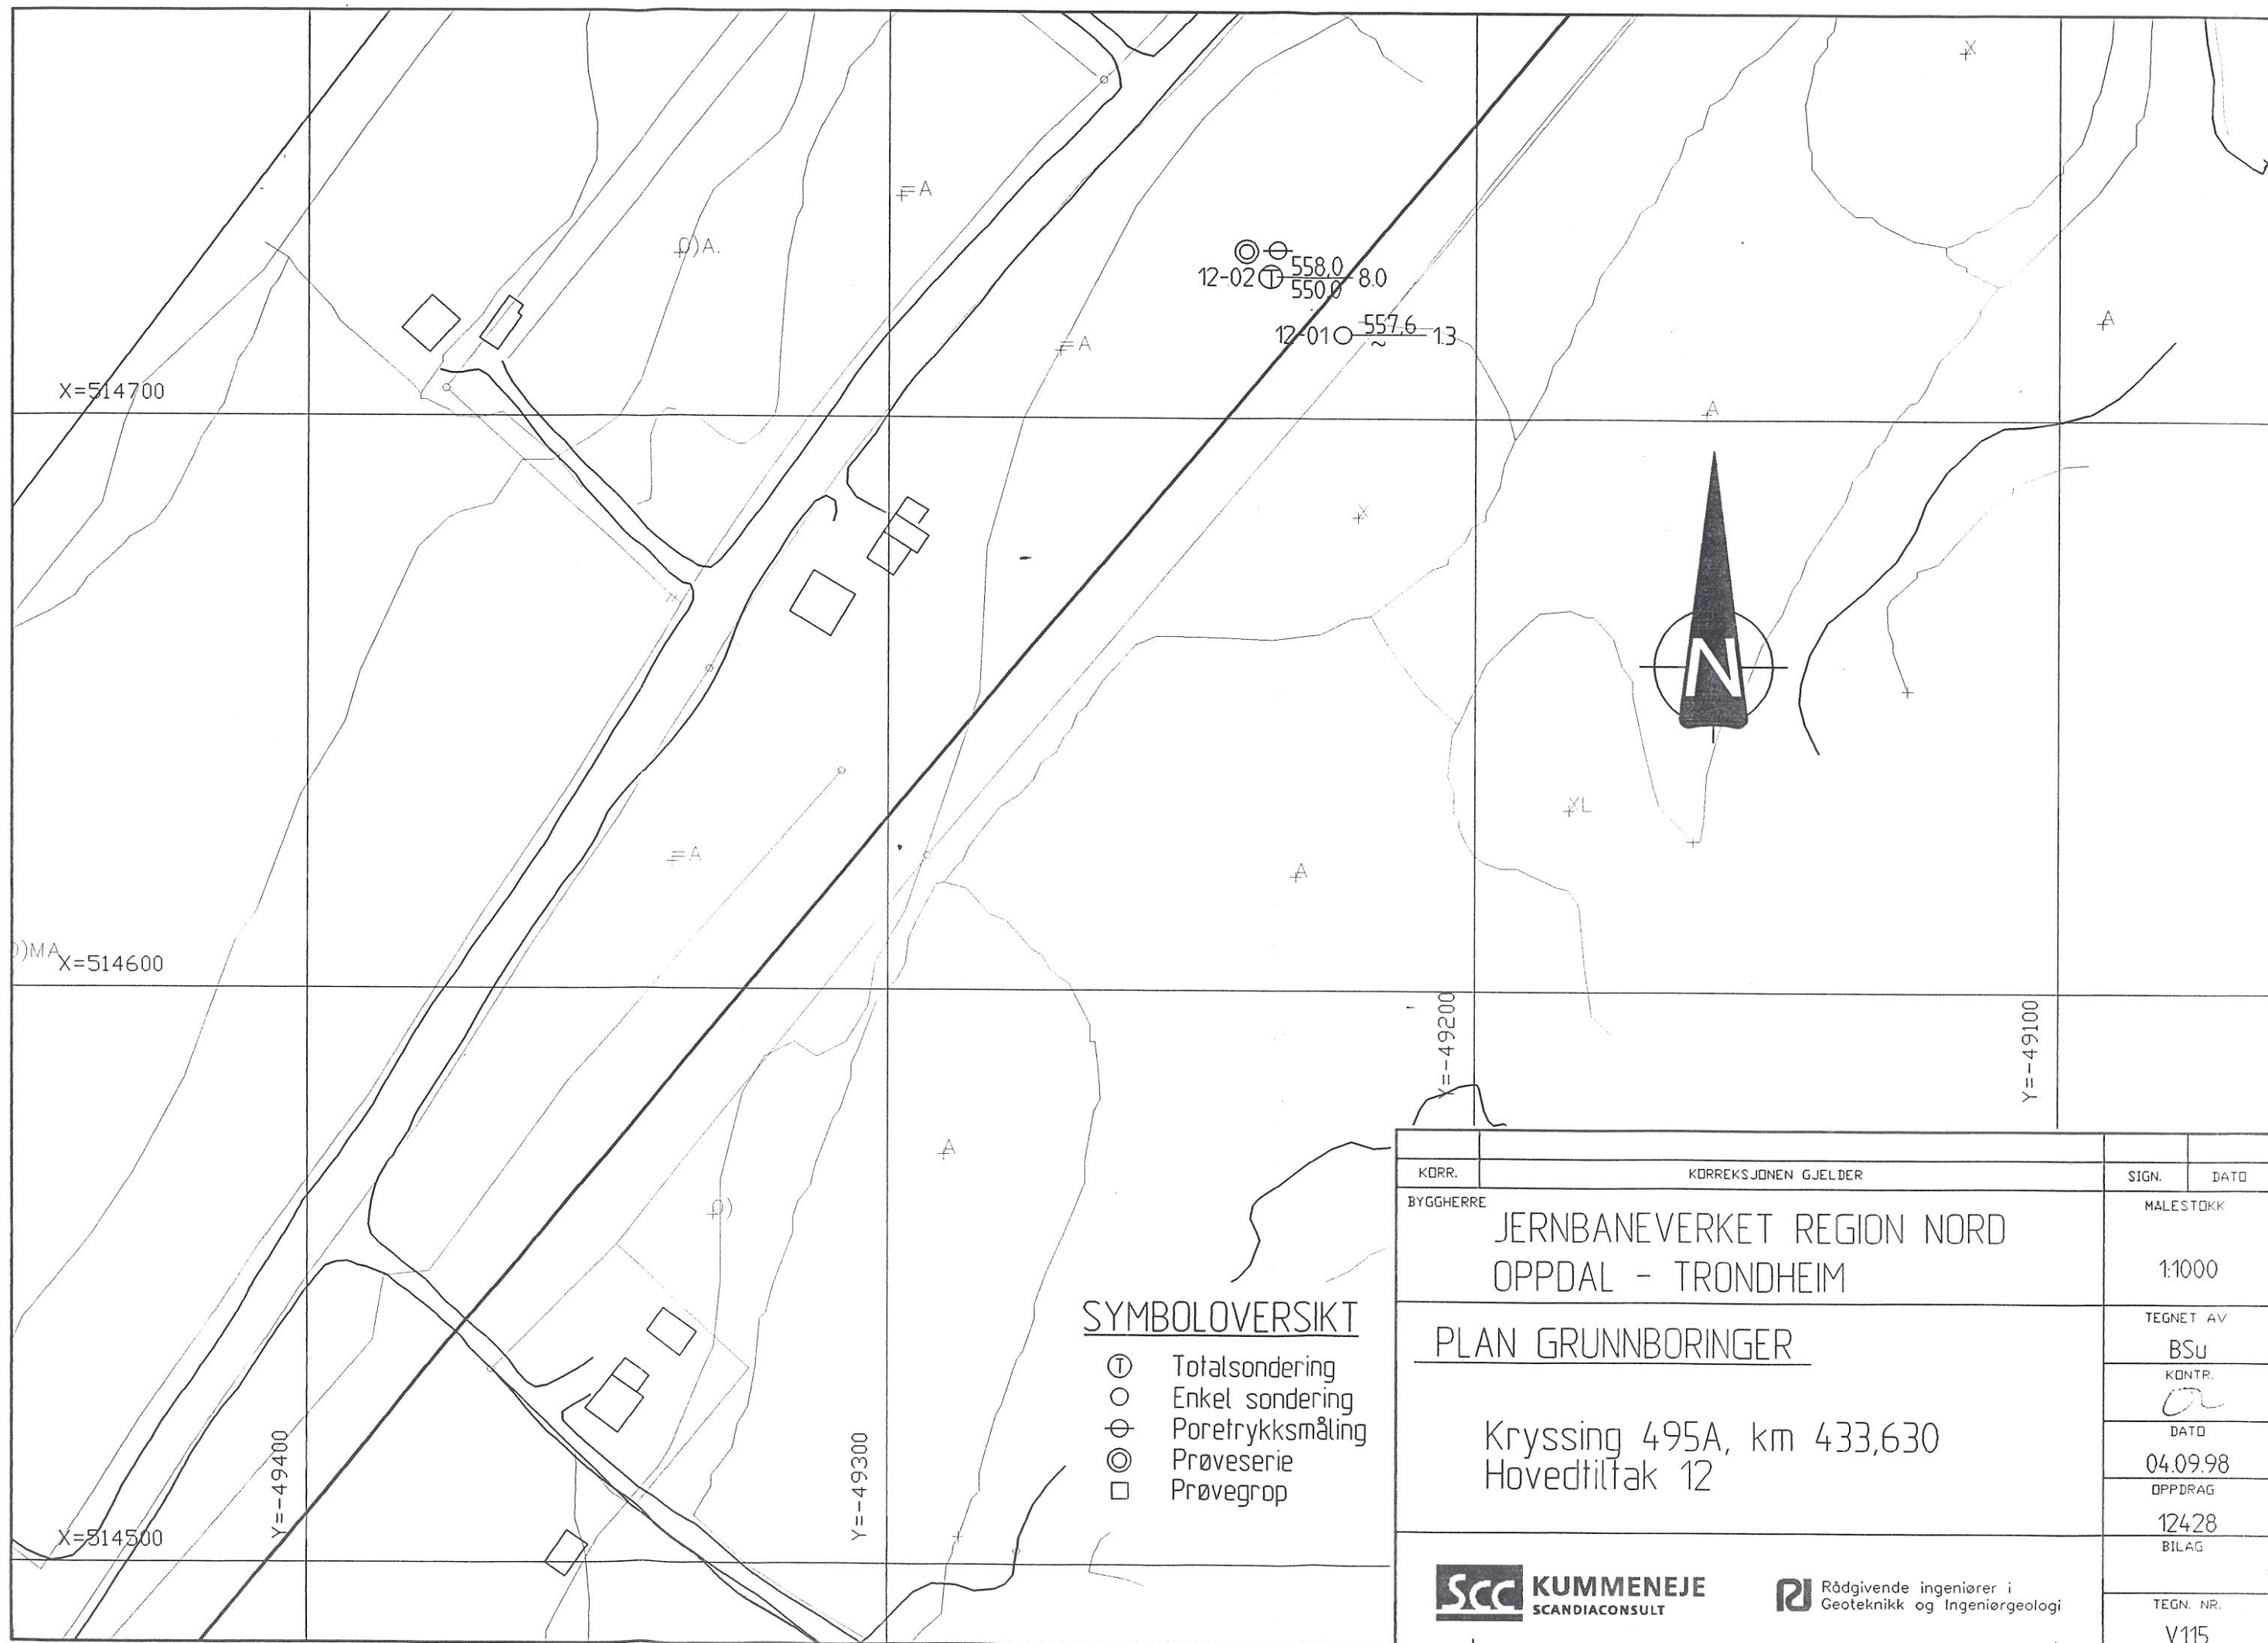 X
=A
ρ)A.
558,0
12-02 T 8.0
550,0
A
557,6
12-01 1.3
~
=A
X=514700
A
X
N
XL
=A
A
)MA
X=514600
Y=-49200
Y=-49100
A
ρ)
Y=-49400
Y=-49300
X=514500
SYMBOLOVERSIKT
T Totalsondering
Enkel sondering
Poretrykksmåling
Prøveserie
Prøvegrop
KORR. KORREKSJONEN GJELDER SIGN. DATO
BYGGHERRE
JERNBANEVERKET REGION NORD
OPPDAL - TRONDHEIM
MÅLESTOKK
1:1000
PLAN GRUNNBORINGER
TEGNET AV
BSu
KONTR.
Kryssing 495A, km 433,630
Hovedtiltak 12
DATO
04.09.98
OPPDRAG
12428
BILAG
SCC KUMMENEJE
SCANDIACONSULT
Rådgivende ingeniører i
Geoteknikk og Ingeniørgeologi
TEGN. NR.
V115